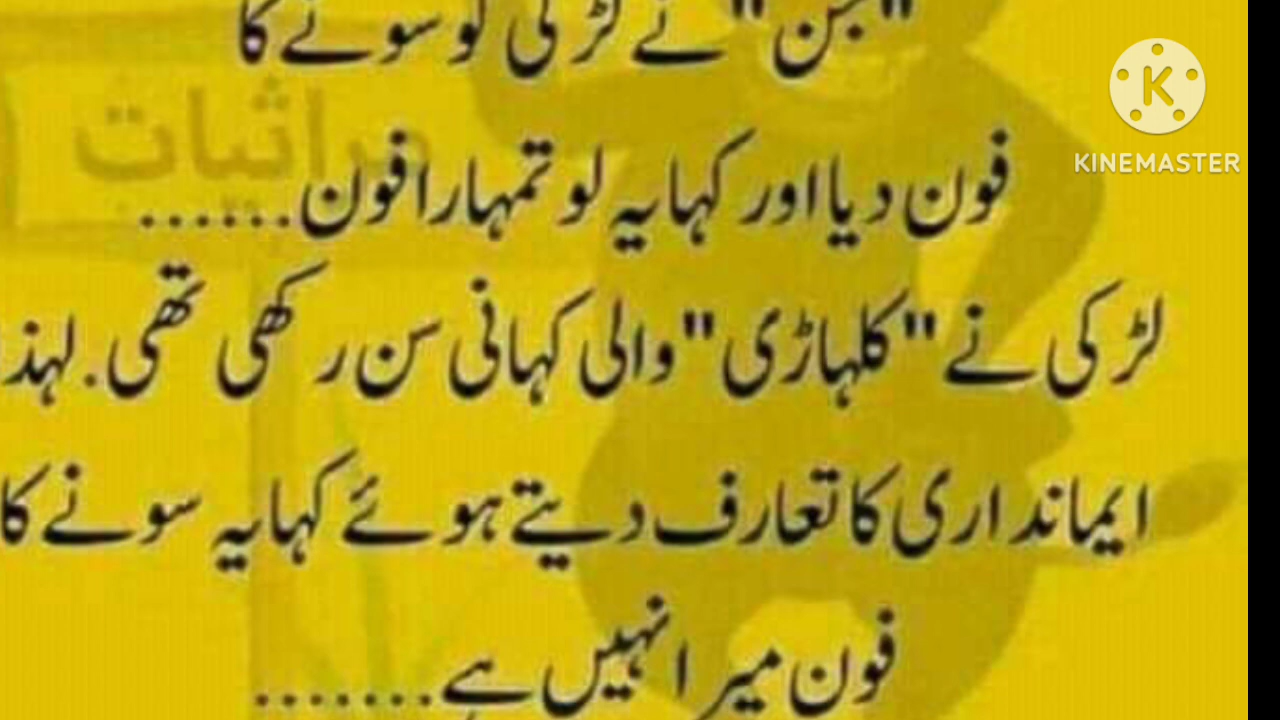 "جن" نے لڑکی کو سونے کا
فون دیا اور کہا یہ لو تمہارا فون......
لڑکی نے "کلہاڑی" والی کہانی سن رکھی تھی. لہذا
ایمانداری کا تعارف دیتے ہوئے کہا یہ سونے کا
فون میرا نہیں ہے.......
KINEMASTER